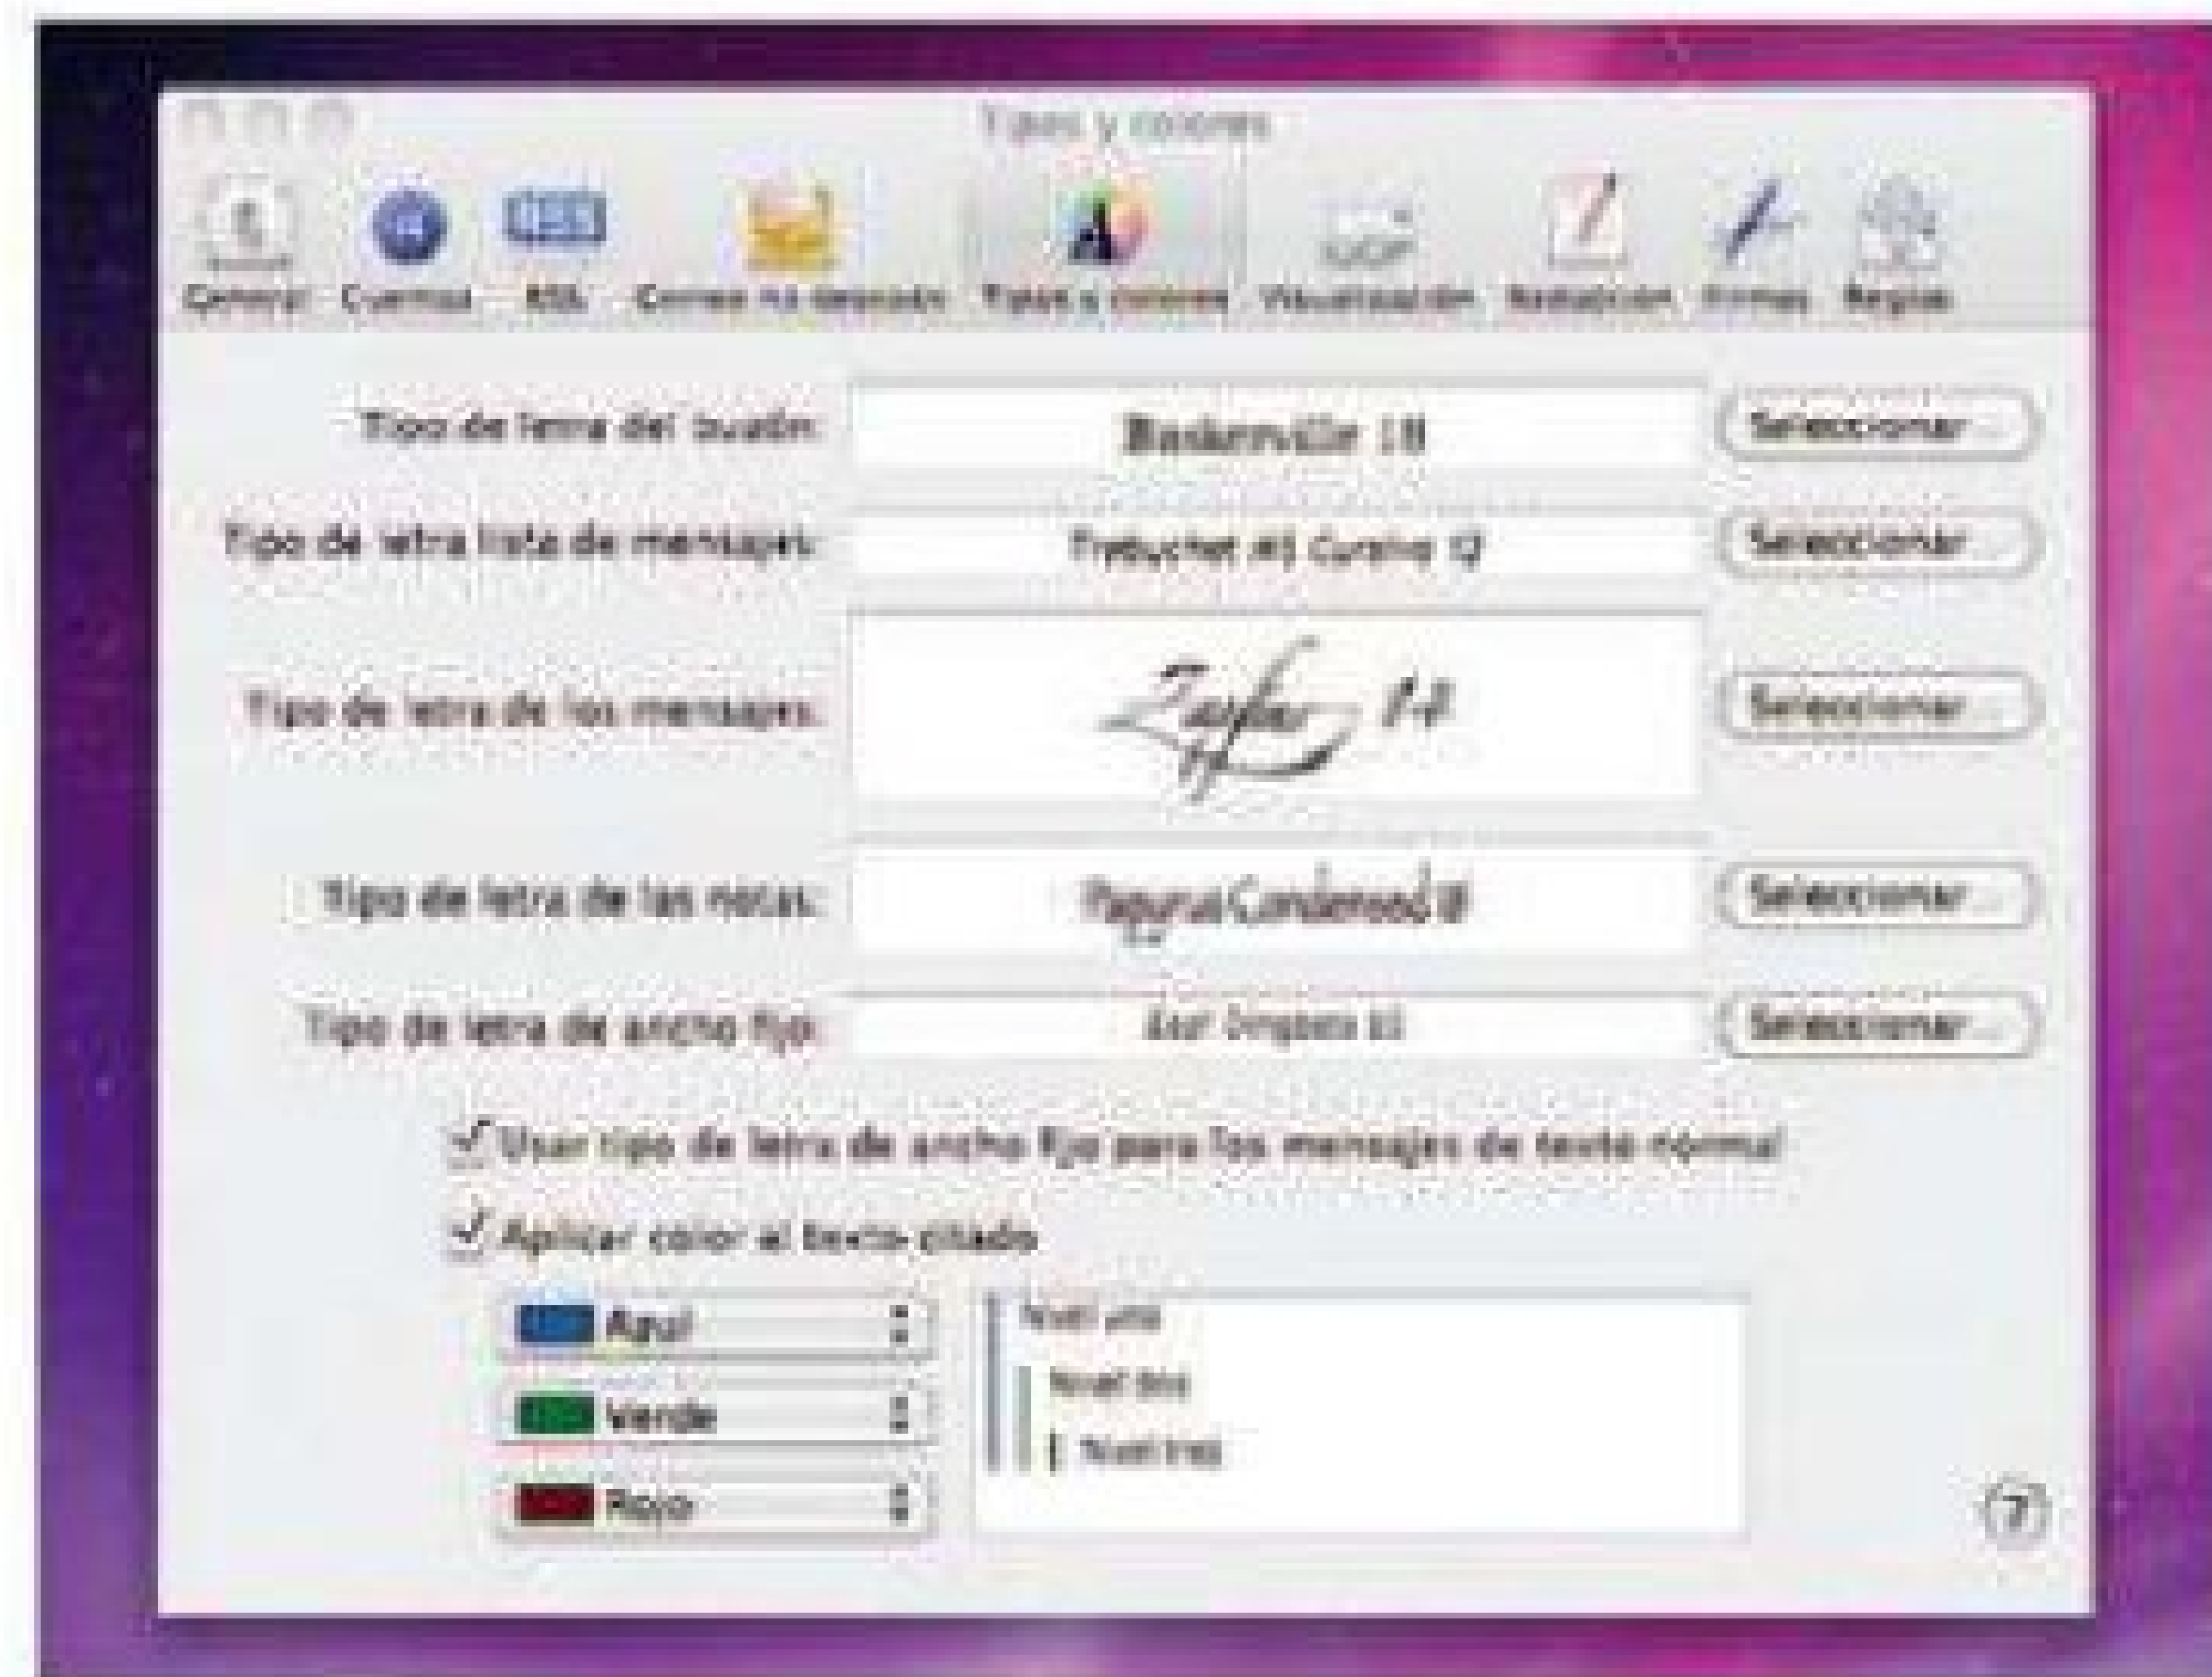 Tipos y colores
General Cuentas RSS Correo no deseado Tipos y colores Visualización Redacción Firmas Reglas
Tipo de letra del buzón: Baskerville 18 Seleccionar...
Tipo de letra lista de mensajes: Trebuchet MS Cursiva 12 Seleccionar...
Tipo de letra de los mensajes: Seleccionar...
Tipo de letra de las notas: Papyrus Condensed 18 Seleccionar...
Tipo de letra de ancho fijo: Zapf Dingbats Seleccionar...
Usar tipo de letra de ancho fijo para los mensajes de texto normal
Aplicar color al texto citado
Azul
Verde
Rojo
Nivel uno
Nivel dos
Nivel tres
?